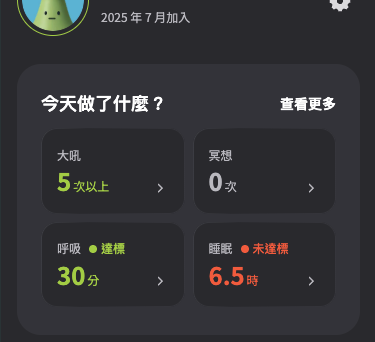 2025 年 7 月加入
今天做了什麼？ 查看更多
大吼 冥想
5 次以上 0 次
呼吸 達標 睡眠 未達標
30 分 6.5 時